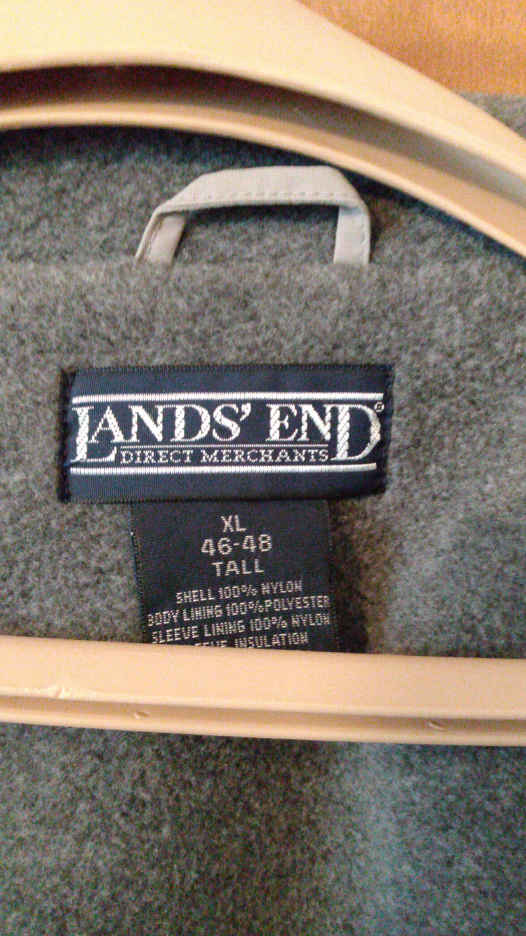 LANDS' END®
DIRECT MERCHANTS
XL
46-48
TALL
SHELL 100% NYLON
BODY LINING 100% POLYESTER
SLEEVE LINING 100% NYLON
INSULATION